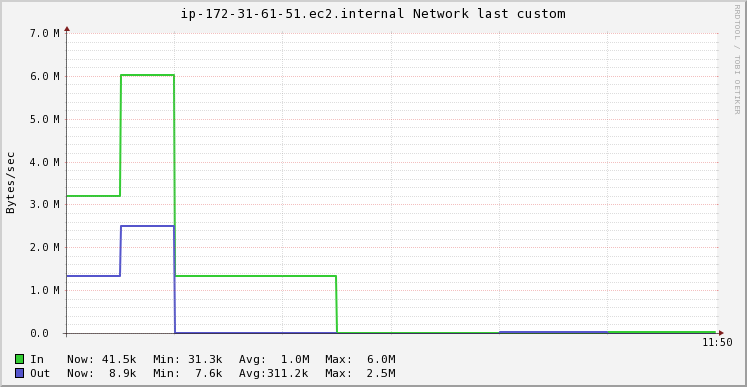 ip-172-31-61-51.ec2.internal Network last custom
RRDTOOL / TOBI OETIKER
Bytes/sec
7.0 M
6.0 M
5.0 M
4.0 M
3.0 M
2.0 M
1.0 M
0.0
11:50
In Now: 41.5k Min: 31.3k Avg: 1.0M Max: 6.0M
Out Now: 8.9k Min: 7.6k Avg:311.2k Max: 2.5M